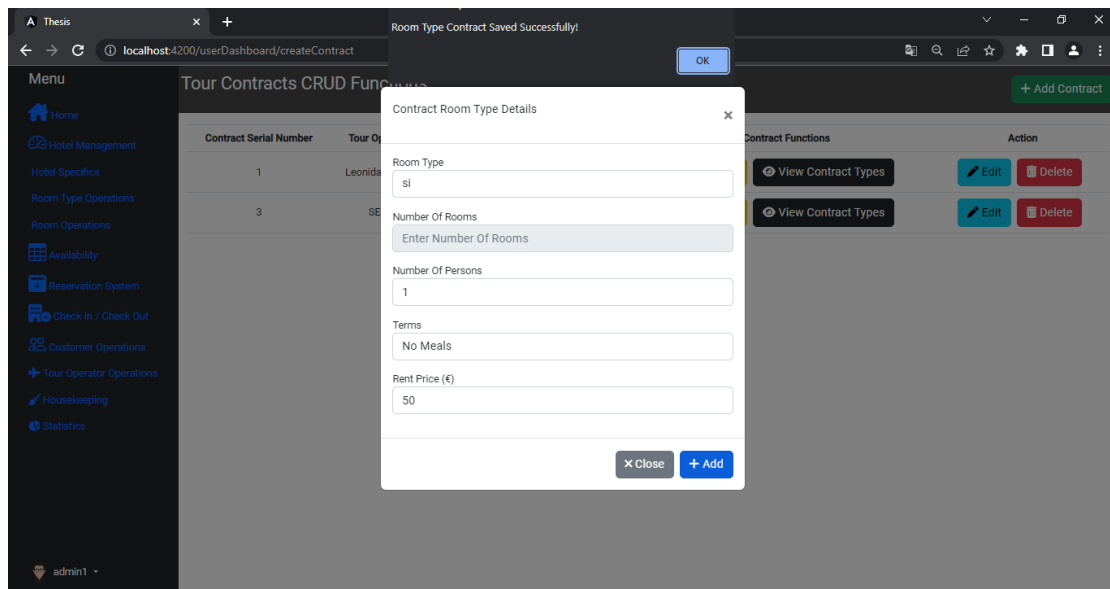 Thesis
Room Type Contract Saved Successfully!
OK
localhost:4200/userDashboard/createContract
Menu
Tour Contracts CRUD Functions
+ Add Contract
Home
Hotel Management
Hotel Specifics
Room Type Operations
Room Operations
Availability
Reservation System
Check In / Check Out
Customer Operations
Tour Operator Operations
Housekeeping
Statistics
admin1
Contract Serial Number Tour Op Contract Functions Action
1 Leonida View Contract Types Edit Delete
3 SE View Contract Types Edit Delete
Contract Room Type Details
×
Room Type
si
Number Of Rooms
Enter Number Of Rooms
Number Of Persons
1
Terms
No Meals
Rent Price (€)
50
× Close + Add